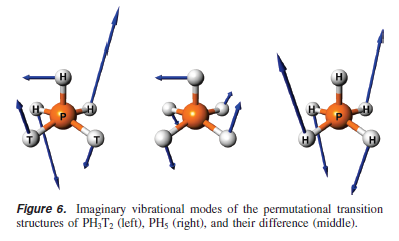 H
H P H
T T
H
H P H
H H
Figure 6. Imaginary vibrational modes of the permutational transition
structures of PH₃T₂ (left), PH₅ (right), and their difference (middle).